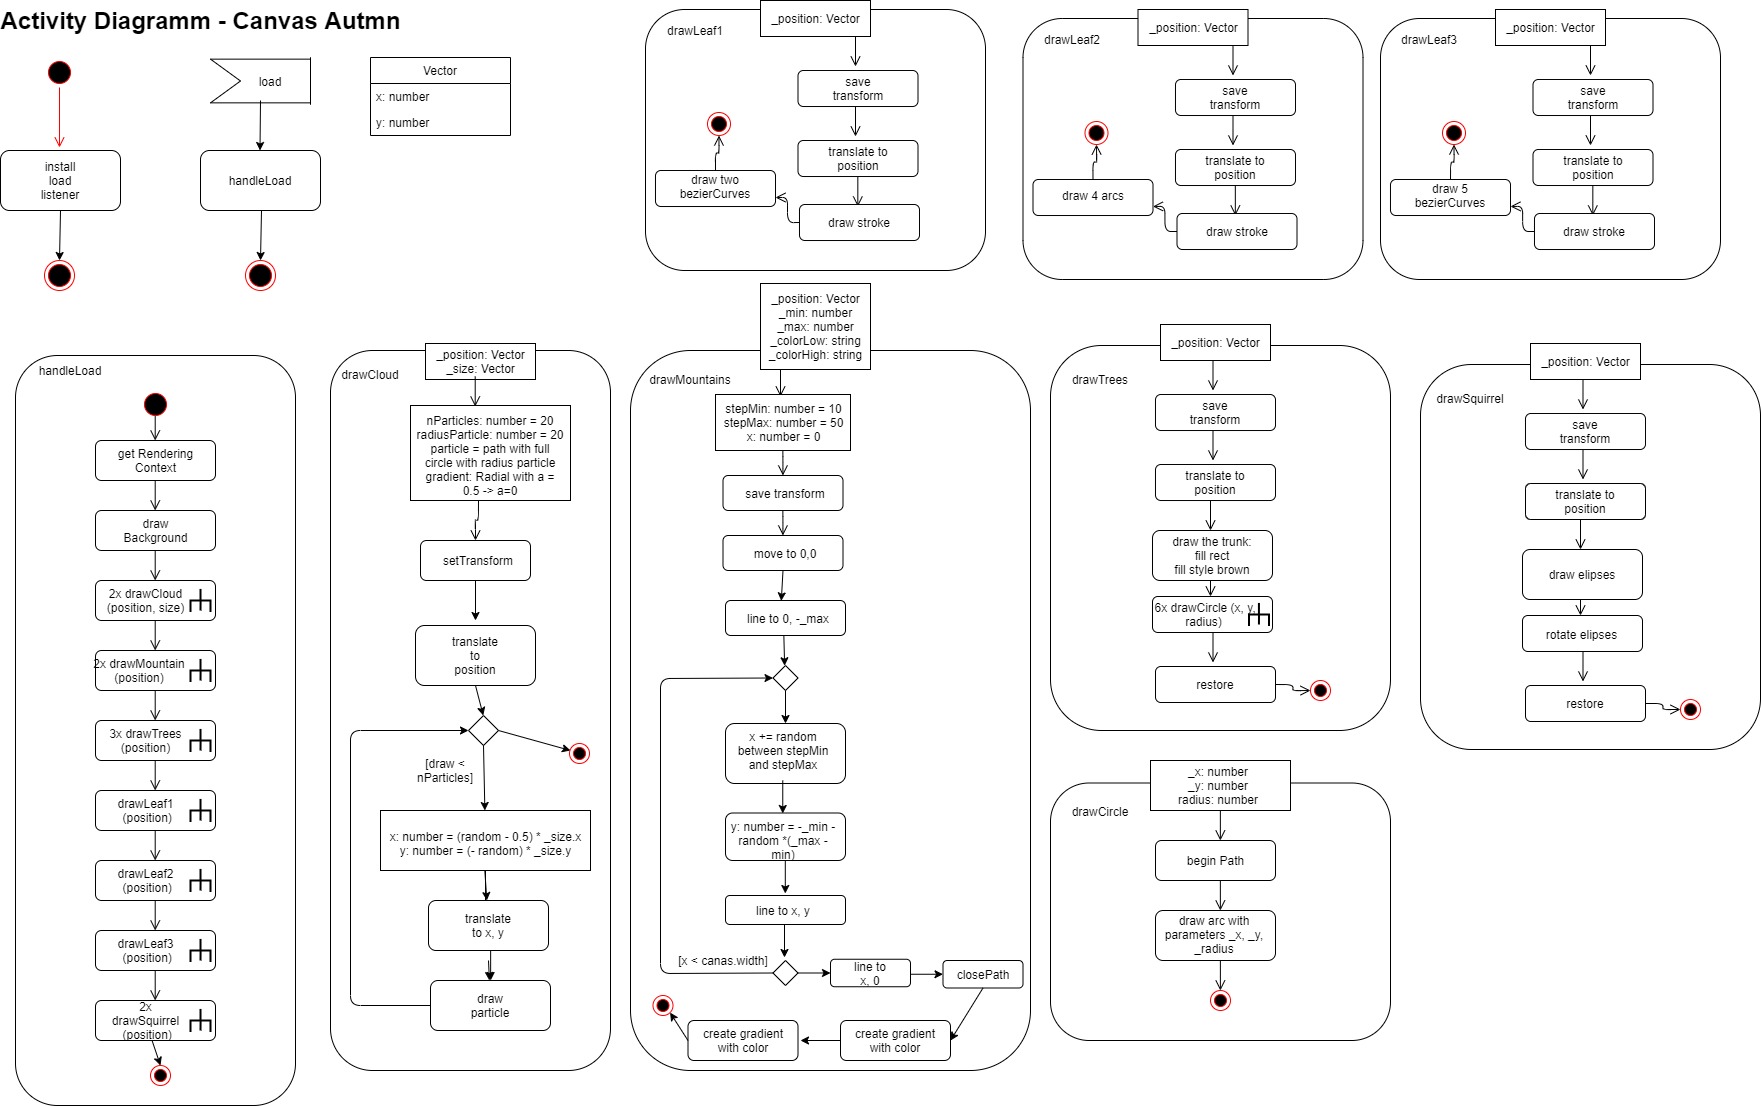 Activity Diagramm - Canvas Autmn
install
load
listener
load
handleLoad
Vector
x: number
y: number
drawLeaf1
_position: Vector
save
transform
translate to
position
draw stroke
draw two
bezierCurves
drawLeaf2
_position: Vector
save
transform
translate to
position
draw stroke
draw 4 arcs
drawLeaf3
_position: Vector
save
transform
translate to
position
draw stroke
draw 5
bezierCurves
handleLoad
get Rendering
Context
draw
Background
2x drawCloud
(position, size)
2x drawMountain
(position)
3x drawTrees
(position)
drawLeaf1
(position)
drawLeaf2
(position)
drawLeaf3
(position)
2x
drawSquirrel
(position)
drawCloud
_position: Vector
_size: Vector
nParticles: number = 20
radiusParticle: number = 20
particle = path with full
circle with radius particle
gradient: Radial with a =
0.5 -> a=0
setTransform
translate
to
position
[draw <
nParticles]
x: number = (random - 0.5) * _size.x
y: number = (- random) * _size.y
translate
to x, y
draw
particle
drawMountains
_position: Vector
_min: number
_max: number
_colorLow: string
_colorHigh: string
stepMin: number = 10
stepMax: number = 50
x: number = 0
save transform
move to 0,0
line to 0, -_max
x += random
between stepMin
and stepMax
y: number = -_min -
random *(_max -
min)
line to x, y
[x < canas.width]
line to
x, 0
closePath
create gradient
with color
create gradient
with color
drawTrees
_position: Vector
save
transform
translate to
position
draw the trunk:
fill rect
fill style brown
6x drawCircle (x, y,
radius)
restore
drawSquirrel
_position: Vector
save
transform
translate to
position
draw elipses
rotate elipses
restore
drawCircle
_x: number
_y: number
radius: number
begin Path
draw arc with
parameters _x, _y,
_radius